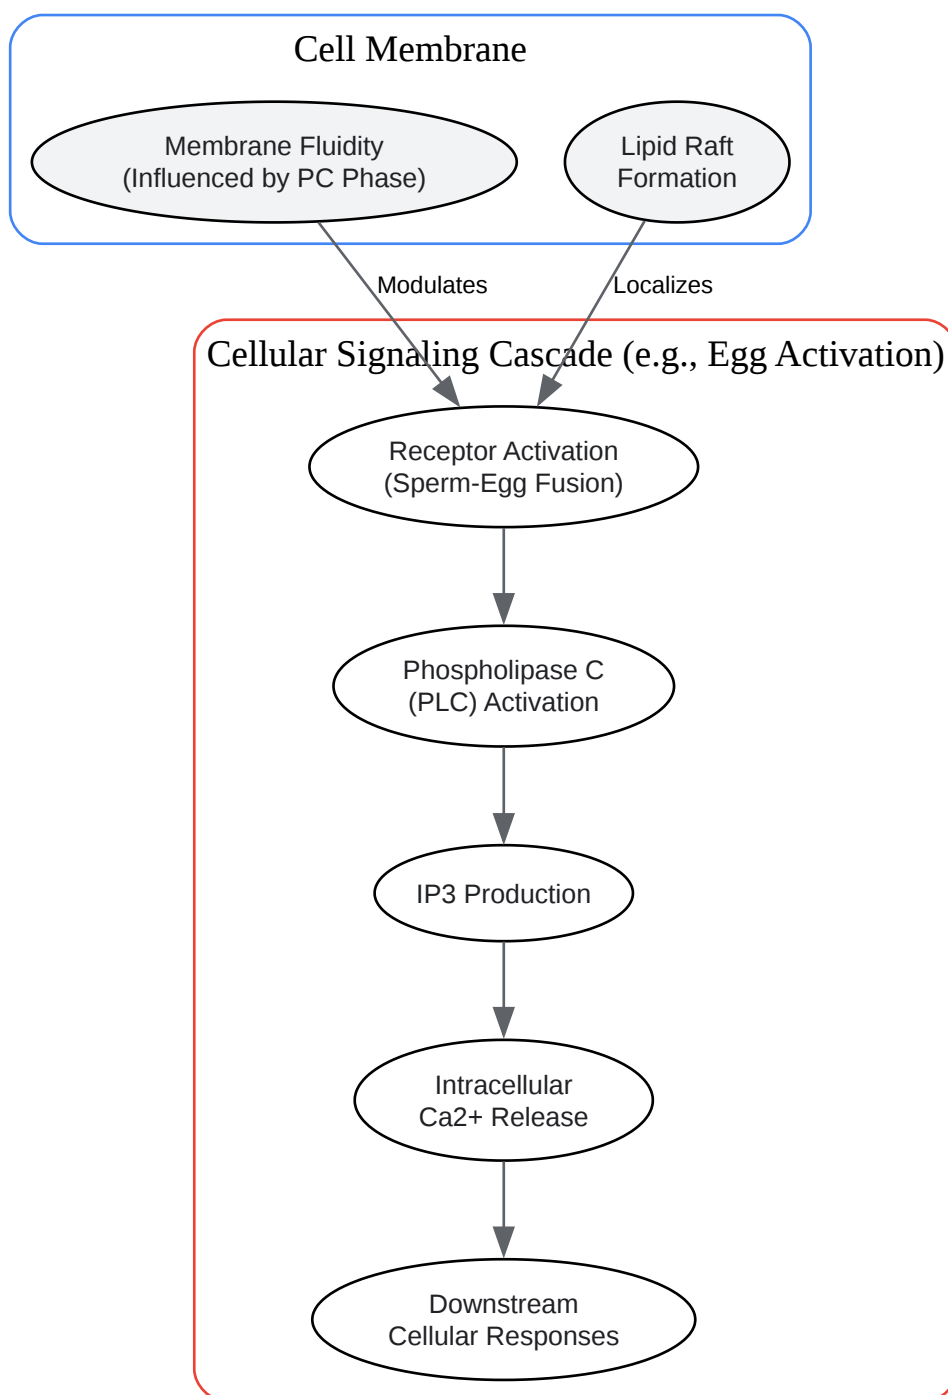 Cell Membrane
Membrane Fluidity
(Influenced by PC Phase)
Lipid Raft
Formation
Modulates
Localizes
Cellular Signaling Cascade (e.g., Egg Activation)
Receptor Activation
(Sperm-Egg Fusion)
Phospholipase C
(PLC) Activation
IP3 Production
Intracellular
Ca2+ Release
Downstream
Cellular Responses